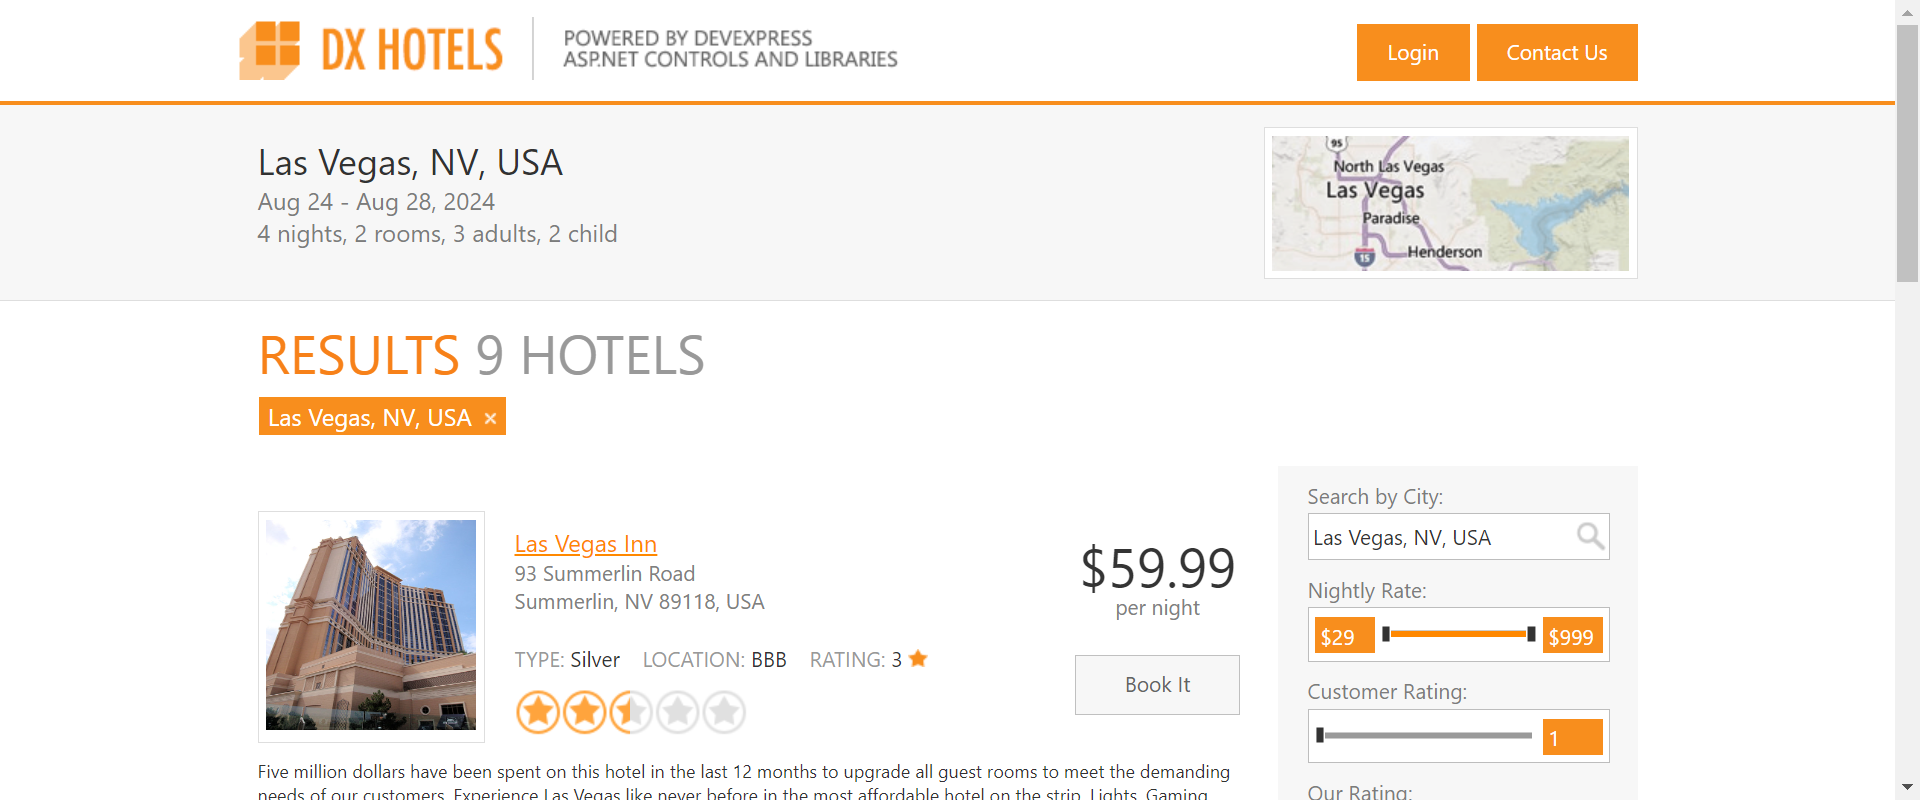 DX HOTELS
POWERED BY DEVEXPRESS
ASP.NET CONTROLS AND LIBRARIES
Login
Contact Us
Las Vegas, NV, USA
Aug 24 - Aug 28, 2024
4 nights, 2 rooms, 3 adults, 2 child
95
North Las Vegas
Las Vegas
Paradise
15
Henderson
RESULTS 9 HOTELS
Las Vegas, NV, USA ×
Las Vegas Inn
93 Summerlin Road
Summerlin, NV 89118, USA
TYPE: Silver LOCATION: BBB RATING: 3
$59.99
per night
Book It
Five million dollars have been spent on this hotel in the last 12 months to upgrade all guest rooms to meet the demanding
needs of our customers. Experience Las Vegas like never before in the most affordable hotel on the strip. Lights, Gaming,
Search by City:
Las Vegas, NV, USA
Nightly Rate:
$29
$999
Customer Rating:
1
Our Rating: